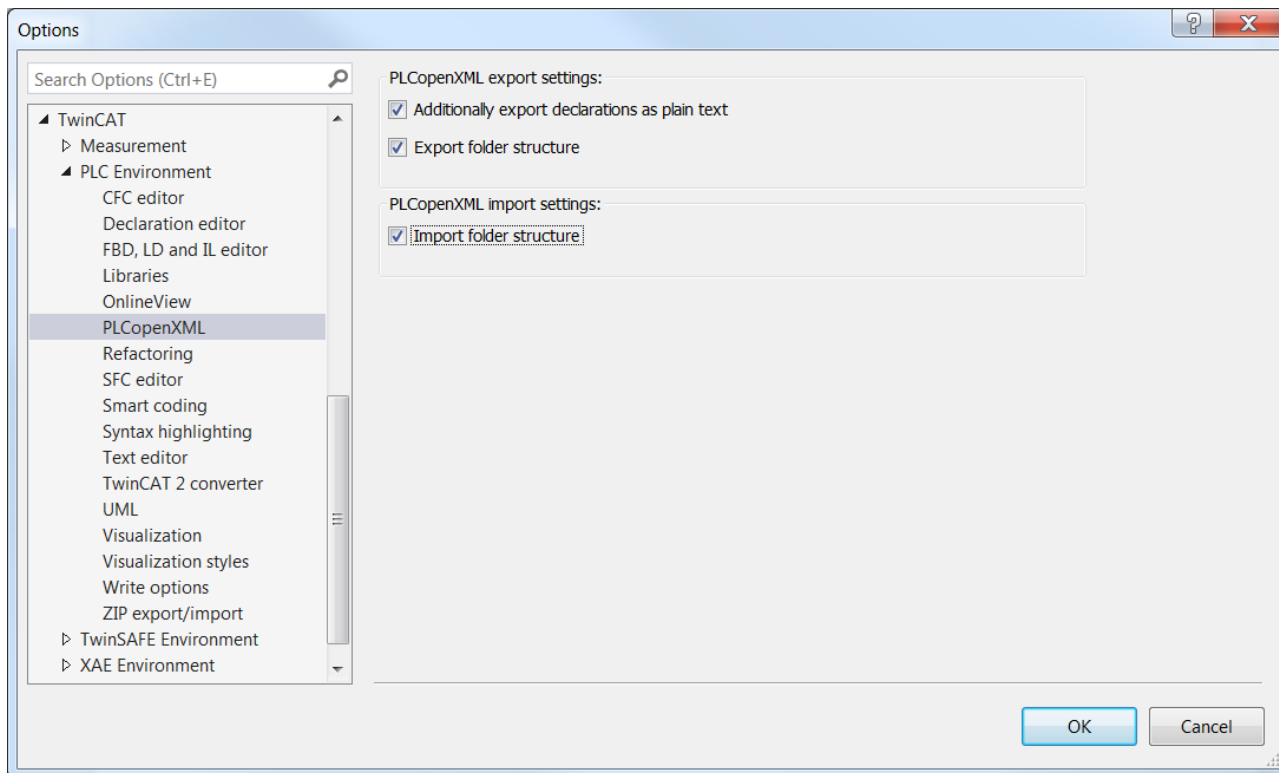 Options
Search Options (Ctrl+E)
TwinCAT
Measurement
PLC Environment
CFC editor
Declaration editor
FBD, LD and IL editor
Libraries
OnlineView
PLCopenXML
Refactoring
SFC editor
Smart coding
Syntax highlighting
Text editor
TwinCAT 2 converter
UML
Visualization
Visualization styles
Write options
ZIP export/import
TwinSAFE Environment
XAE Environment
PLCopenXML export settings:
Additionally export declarations as plain text
Export folder structure
PLCopenXML import settings:
Import folder structure
OK
Cancel